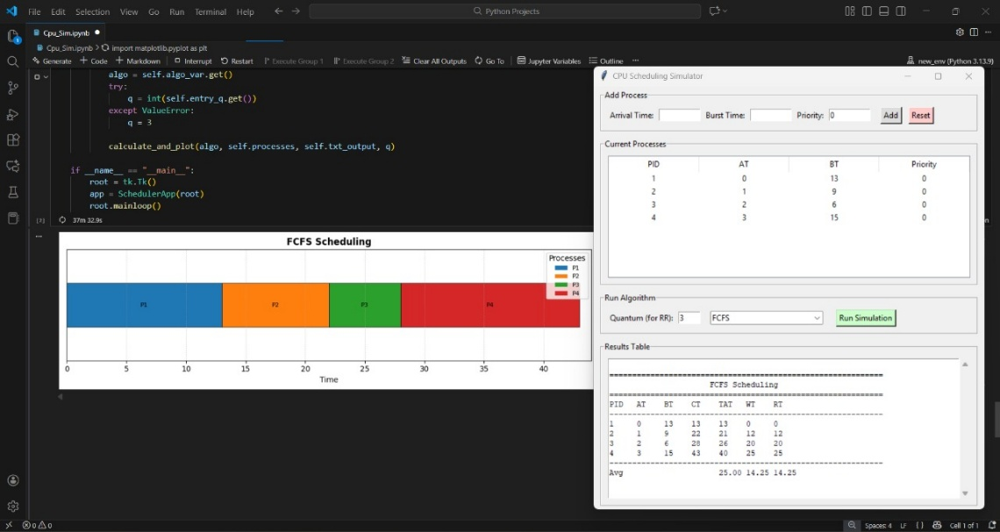 File Edit Selection View Go Run Terminal Help
Python Projects
Cpu_Sim.ipynb
Cpu_Sim.ipynb > import matplotlib.pyplot as plt
Generate + Code + Markdown Interrupt Restart Execute Group 1 Execute Group 2 Clear All Outputs Go To Jupyter Variables Outline ...
new_env (Python 3.13.9)
algo = self.algo_var.get()
try:
q = int(self.entry_q.get())
except ValueError:
q = 3
calculate_and_plot(algo, self.processes, self.txt_output, q)
if __name__ == "__main__":
root = tk.Tk()
app = SchedulerApp(root)
root.mainloop()
[7] 37m 32.9s
FCFS Scheduling
Processes
P1
P2
P3
P4
P1 P2 P3 P4
0 5 10 15 20 25 30 35 40
Time
CPU Scheduling Simulator
Add Process
Arrival Time: Burst Time: Priority: 0 Add Reset
Current Processes
PID AT BT Priority
1 0 13 0
2 1 9 0
3 2 6 0
4 3 15 0
Run Algorithm
Quantum (for RR): 3 FCFS Run Simulation
Results Table
FCFS Scheduling
PID AT BT CT TAT WT RT
1 0 13 13 13 0 0
2 1 9 22 21 12 12
3 2 6 28 26 20 20
4 3 15 43 40 25 25
Avg 25.00 14.25 14.25
0 0 Spaces: 4 LF { } Cell 1 of 1